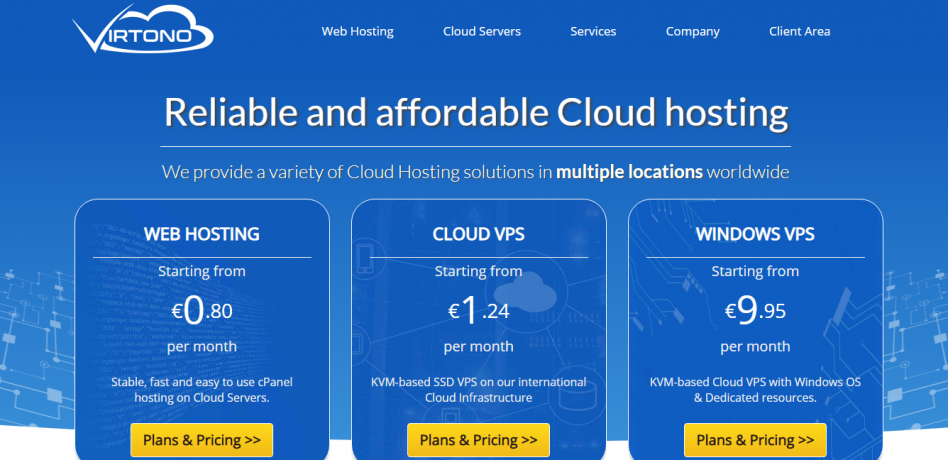 VIRTONO
Web Hosting Cloud Servers Services Company Client Area
Reliable and affordable Cloud hosting
We provide a variety of Cloud Hosting solutions in multiple locations worldwide
WEB HOSTING
Starting from
€0.80
per month
Stable, fast and easy to use cPanel
hosting on Cloud Servers.
Plans & Pricing >>
CLOUD VPS
Starting from
€1.24
per month
KVM-based SSD VPS on our international
Cloud Infrastructure
Plans & Pricing >>
WINDOWS VPS
Starting from
€9.95
per month
KVM-based Cloud VPS with Windows OS
& Dedicated resources.
Plans & Pricing >>